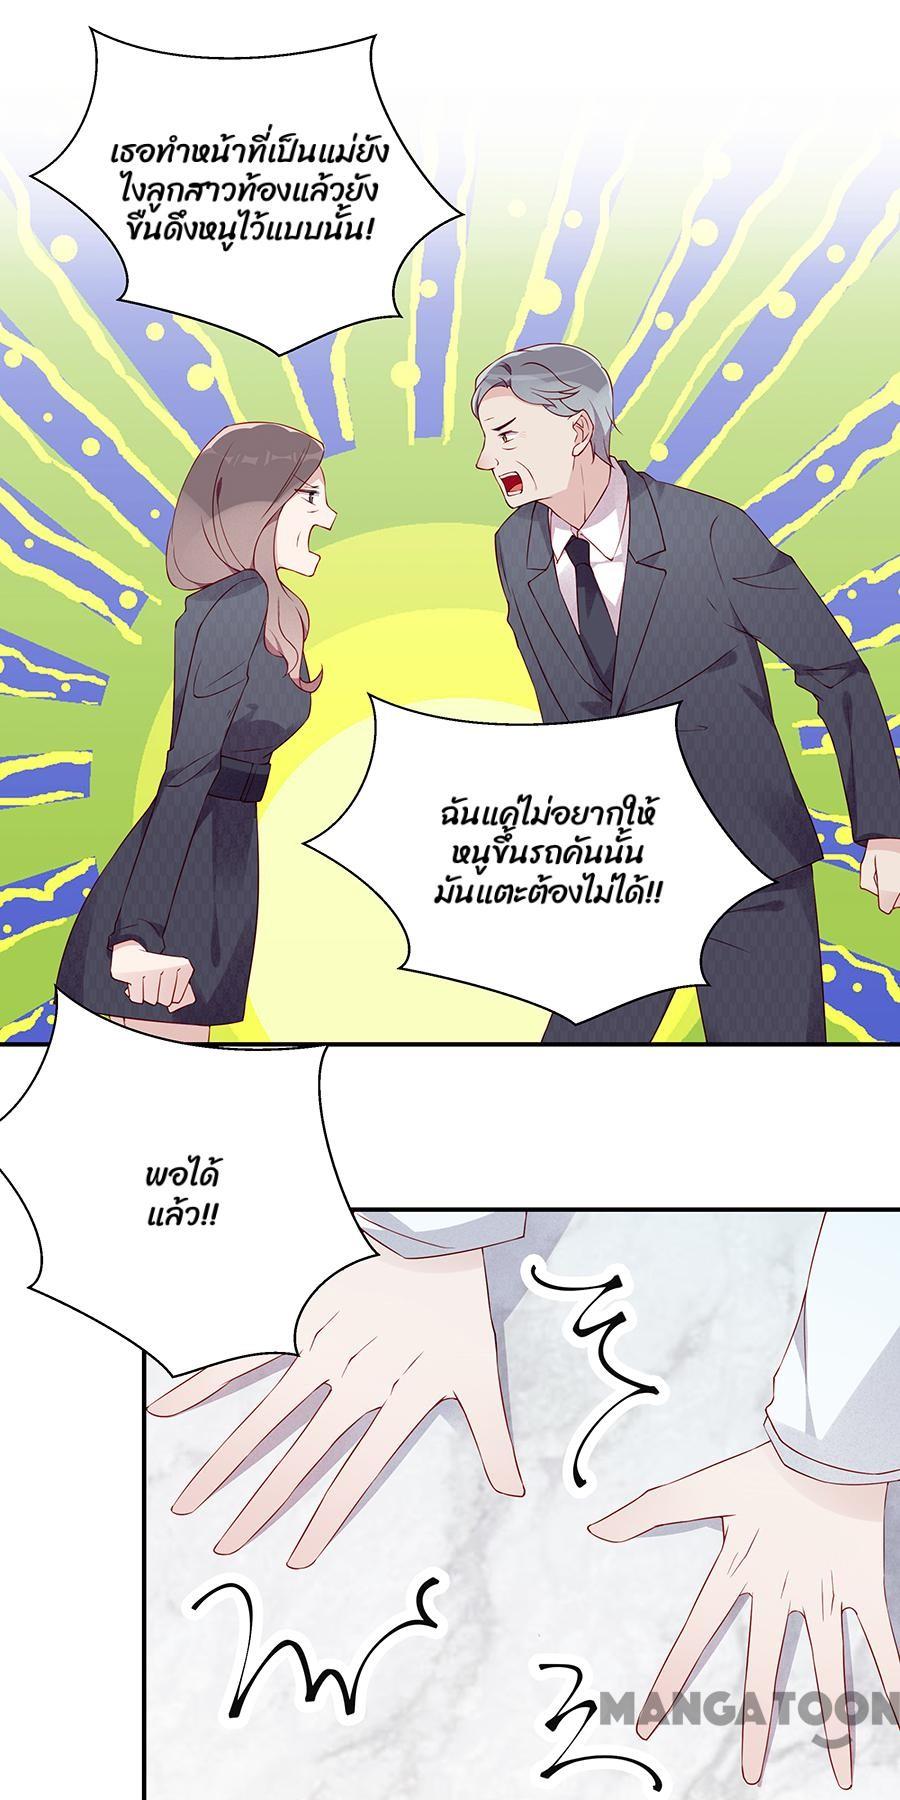 เธอทำหน้าที่เป็นแม่ยัง
ไงลูกสาวท้องแล้วยัง
ขืนดึงหนูไว้แบบนั้น!
ฉันแค่ไม่อยากให้
หนูขึ้นรถคันนั้น
มันแตะต้องไม่ได้!!
พอได้
แล้ว!!
MANGATOON